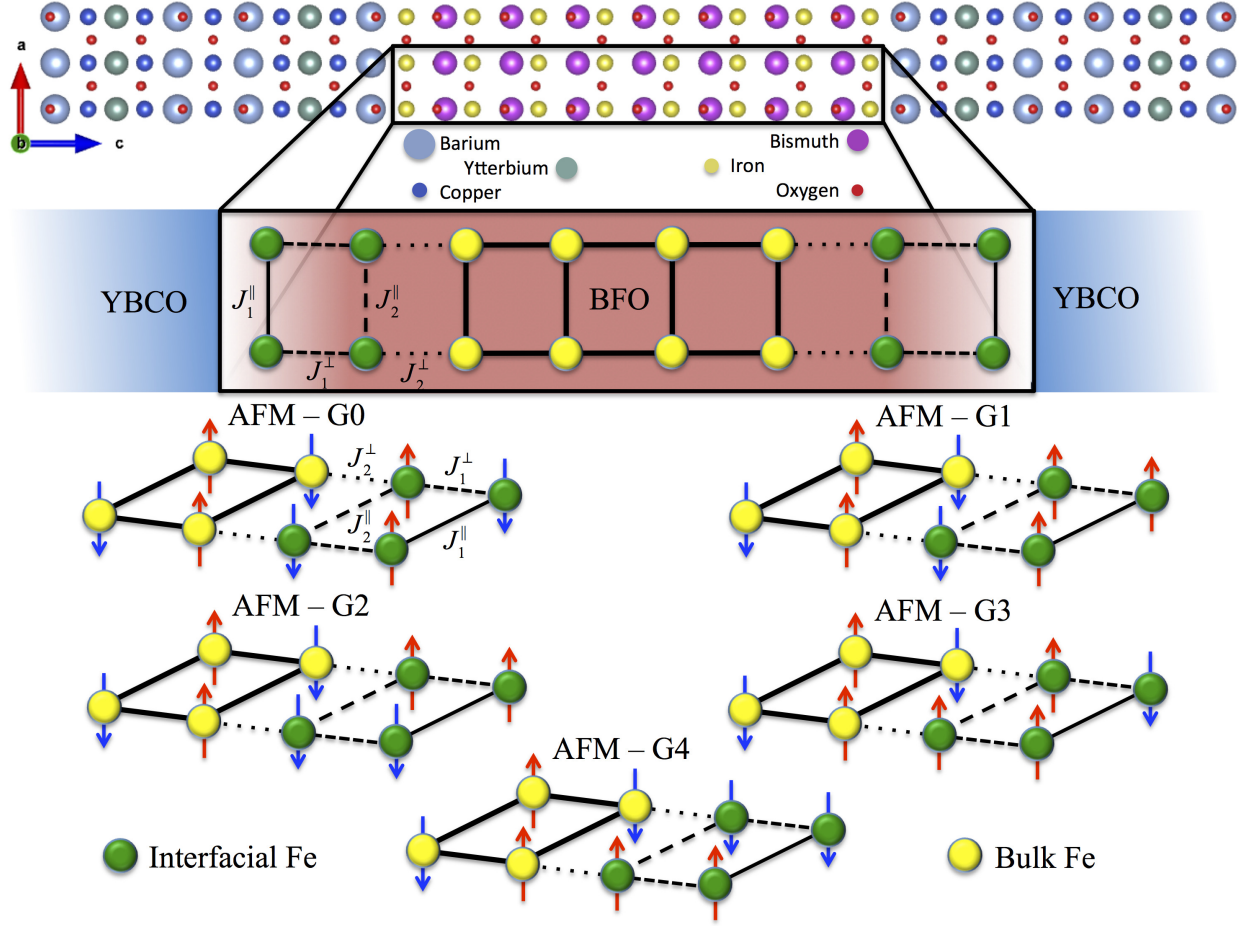 a
b
c
Barium
Ytterbium
Copper
Bismuth
Iron
Oxygen
YBCO
J₁∥
J₂∥
BFO
YBCO
J₁⊥
J₂⊥
AFM – G0
AFM – G1
J₂⊥
J₁⊥
J₂∥
J₁∥
AFM – G2
AFM – G3
AFM – G4
Interfacial Fe
Bulk Fe